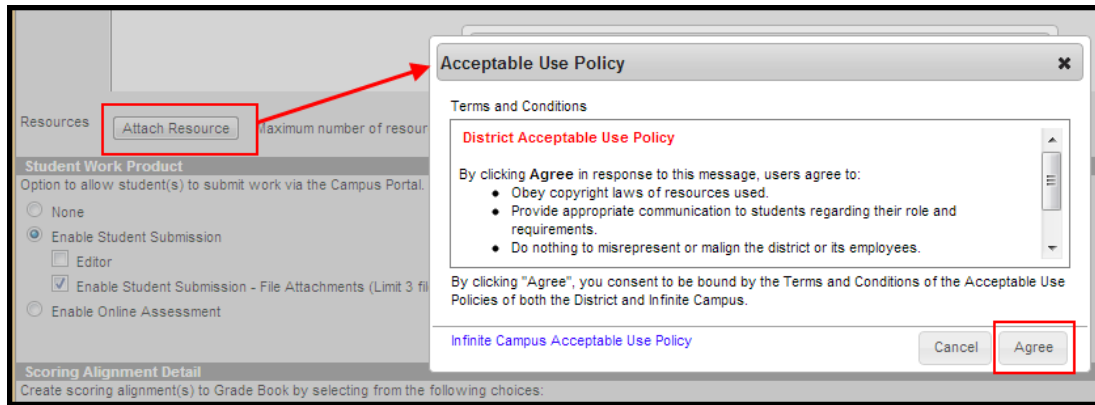 Acceptable Use Policy
Terms and Conditions
District Acceptable Use Policy
By clicking Agree in response to this message, users agree to:
Obey copyright laws of resources used.
Provide appropriate communication to students regarding their role and
requirements.
Do nothing to misrepresent or malign the district or its employees.
By clicking "Agree", you consent to be bound by the Terms and Conditions of the Acceptable Use
Policies of both the District and Infinite Campus.
Infinite Campus Acceptable Use Policy
Cancel Agree
Resources Attach Resource Maximum number of resour
Student Work Product
Option to allow student(s) to submit work via the Campus Portal.
None
Enable Student Submission
Editor
Enable Student Submission - File Attachments (Limit 3 fil
Enable Online Assessment
Scoring Alignment Detail
Create scoring alignment(s) to Grade Book by selecting from the following choices: